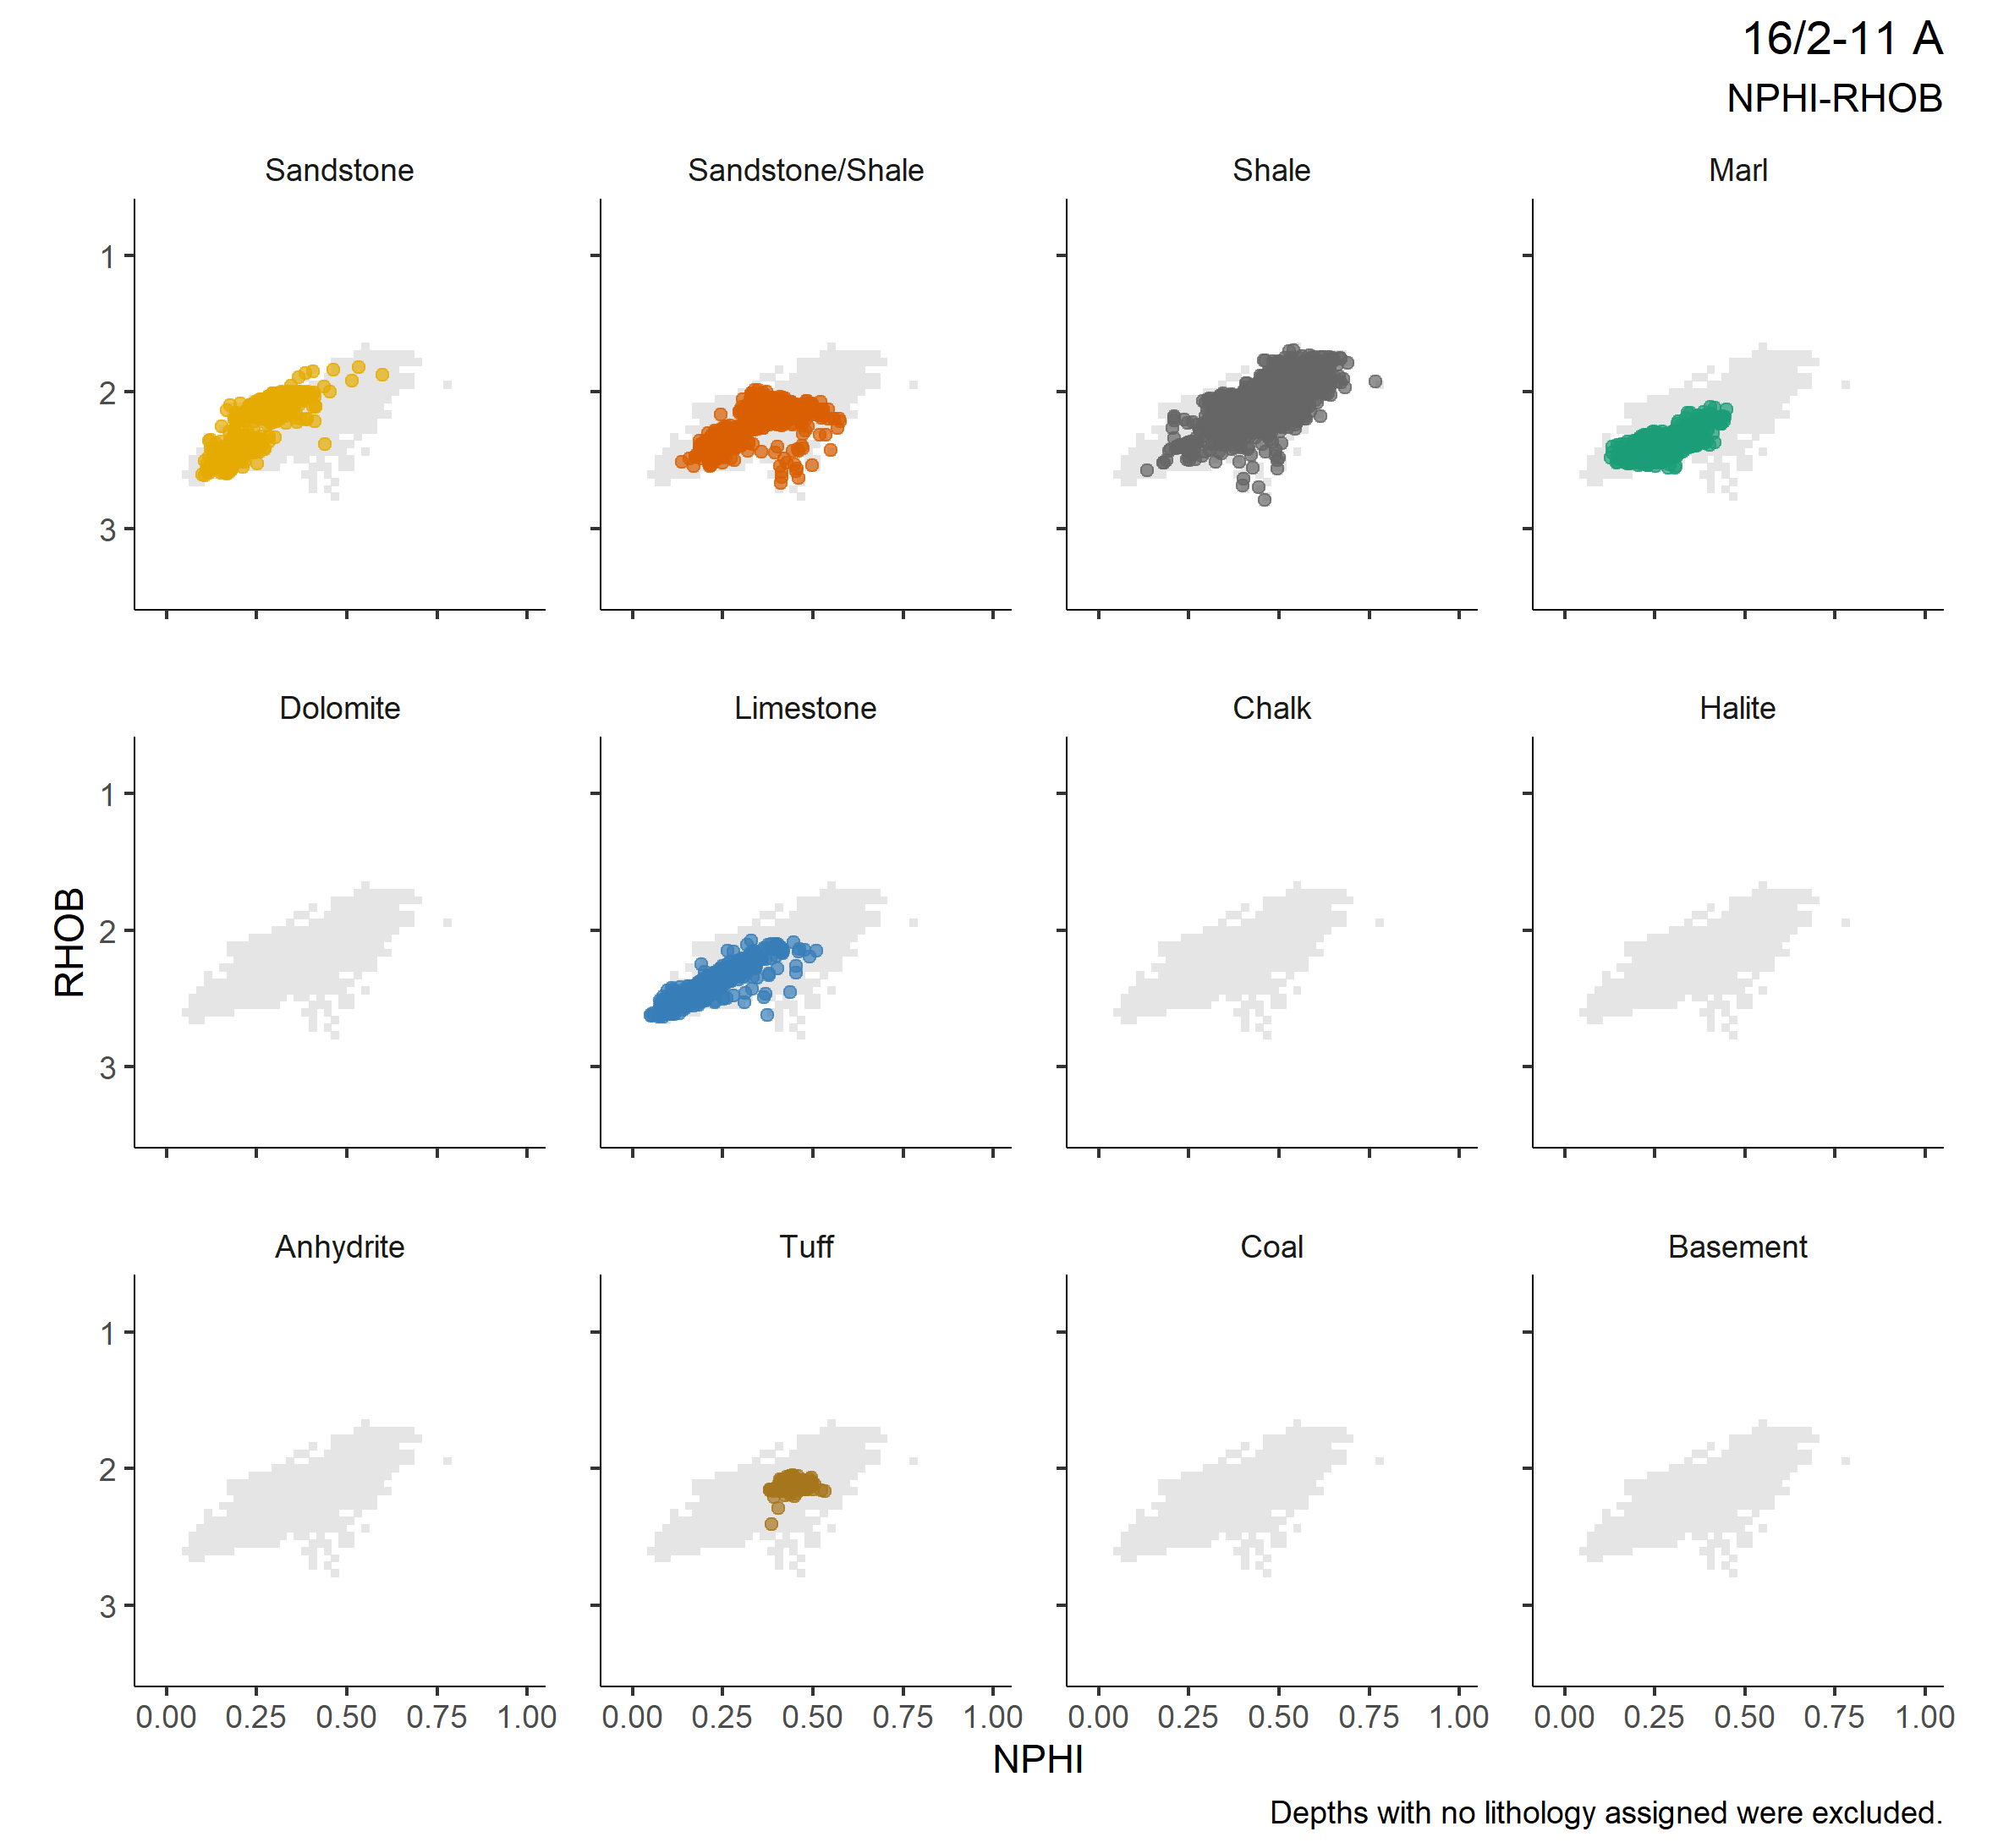 16/2-11 A
NPHI-RHOB
Sandstone
Sandstone/Shale
Shale
Marl
1
2
3
Dolomite
Limestone
Chalk
Halite
1
2
3
RHOB
Anhydrite
Tuff
Coal
Basement
1
2
3
0.00 0.25 0.50 0.75 1.00
0.00 0.25 0.50 0.75 1.00
0.00 0.25 0.50 0.75 1.00
0.00 0.25 0.50 0.75 1.00
NPHI
Depths with no lithology assigned were excluded.